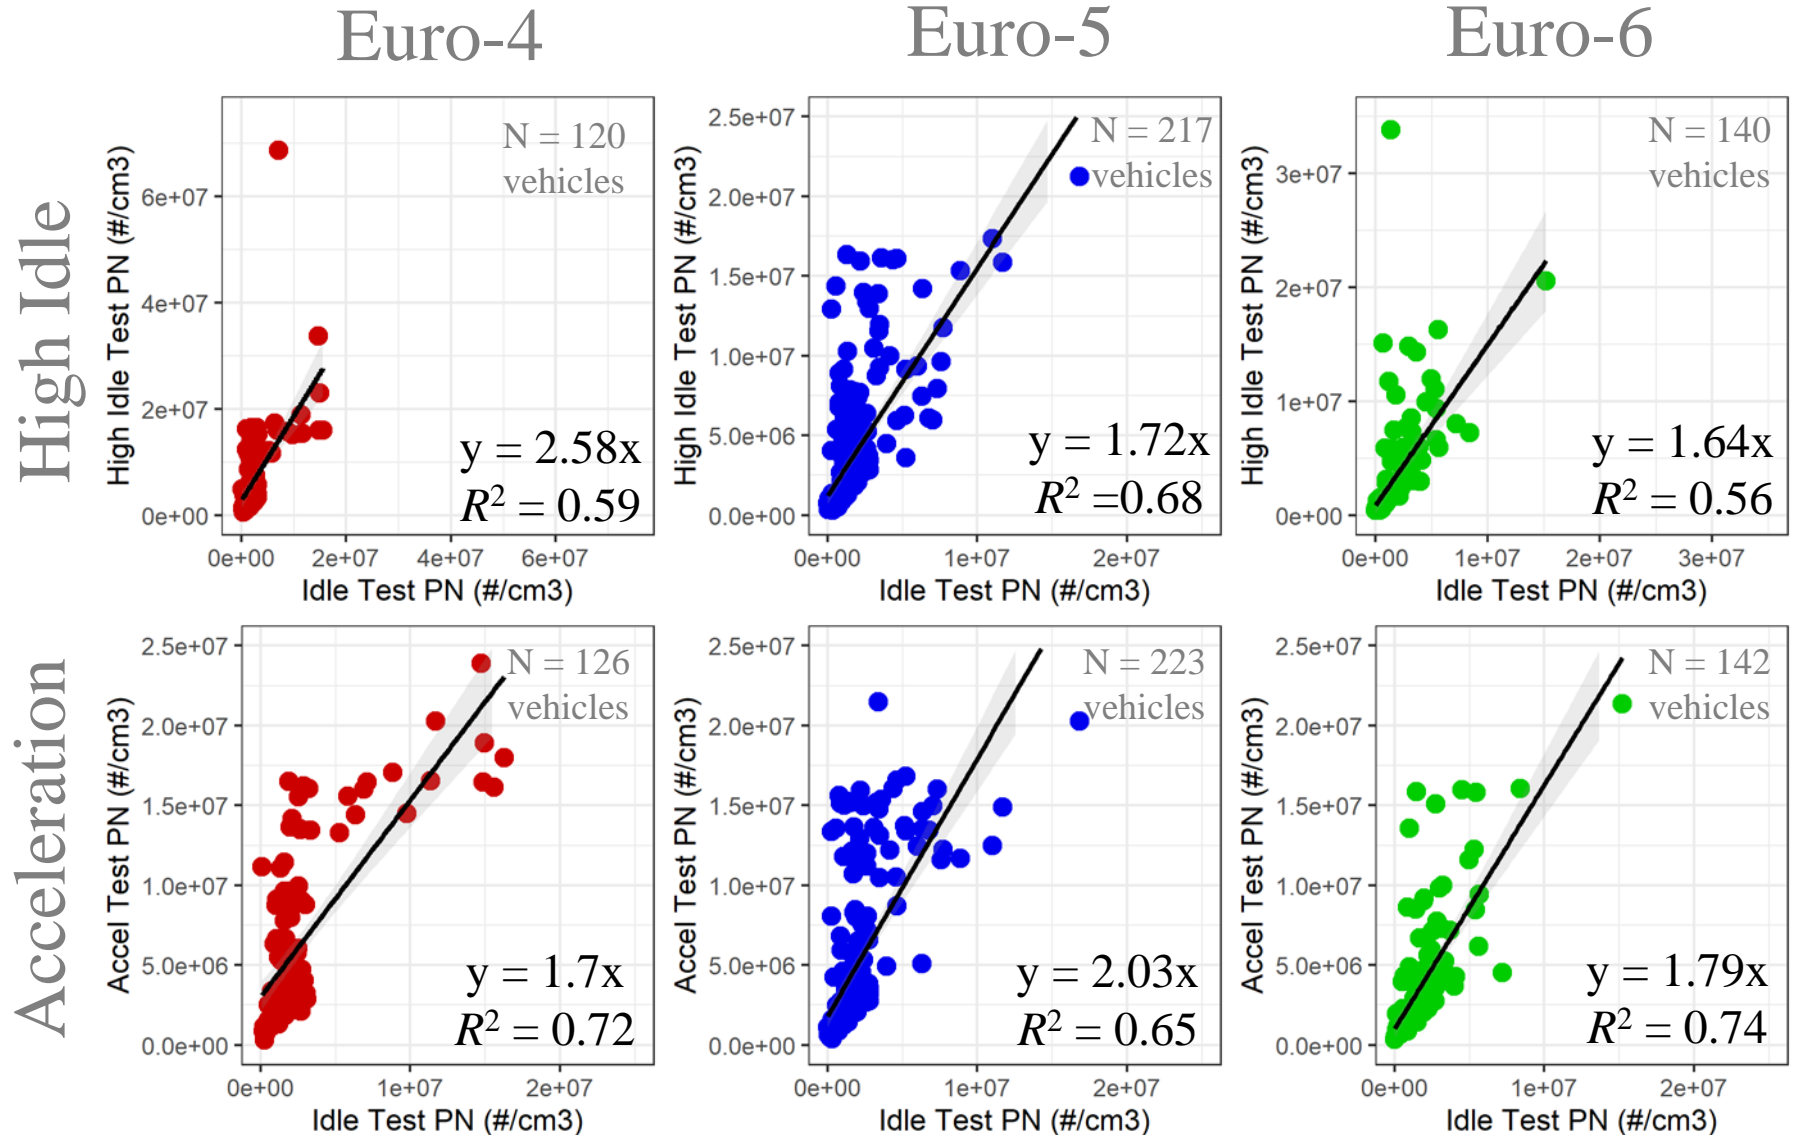 Euro-4 Euro-5 Euro-6
High Idle
High Idle Test PN (#/cm3)
6e+07
4e+07
2e+07
0e+00
N = 120
vehicles
y = 2.58x
R² = 0.59
0e+00 2e+07 4e+07 6e+07
Idle Test PN (#/cm3)
High Idle Test PN (#/cm3)
2.5e+07
2.0e+07
1.5e+07
1.0e+07
5.0e+06
0.0e+00
N = 217
vehicles
y = 1.72x
R² =0.68
0e+00 1e+07 2e+07
Idle Test PN (#/cm3)
High Idle Test PN (#/cm3)
3e+07
2e+07
1e+07
0e+00
N = 140
vehicles
y = 1.64x
R² = 0.56
0e+00 1e+07 2e+07 3e+07
Idle Test PN (#/cm3)
Acceleration
Accel Test PN (#/cm3)
2.5e+07
2.0e+07
1.5e+07
1.0e+07
5.0e+06
0.0e+00
N = 126
vehicles
y = 1.7x
R² = 0.72
0e+00 1e+07 2e+07
Idle Test PN (#/cm3)
Accel Test PN (#/cm3)
2.5e+07
2.0e+07
1.5e+07
1.0e+07
5.0e+06
0.0e+00
N = 223
vehicles
y = 2.03x
R² = 0.65
0e+00 1e+07 2e+07
Idle Test PN (#/cm3)
Accel Test PN (#/cm3)
2.5e+07
2.0e+07
1.5e+07
1.0e+07
5.0e+06
0.0e+00
N = 142
vehicles
y = 1.79x
R² = 0.74
0e+00 1e+07 2e+07
Idle Test PN (#/cm3)